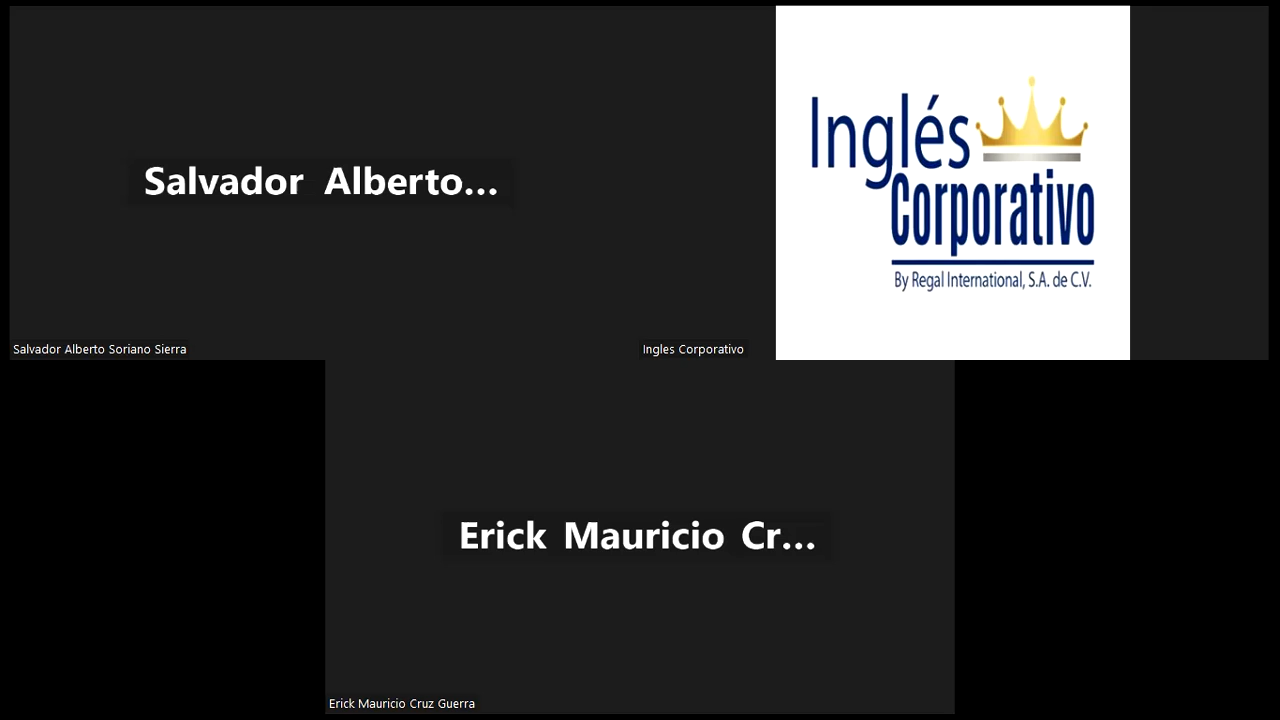 Salvador Alberto...
Salvador Alberto Soriano Sierra
Inglés
Corporativo
By Regal International, S.A. de C.V.
Ingles Corporativo
Erick Mauricio Cr...
Erick Mauricio Cruz Guerra